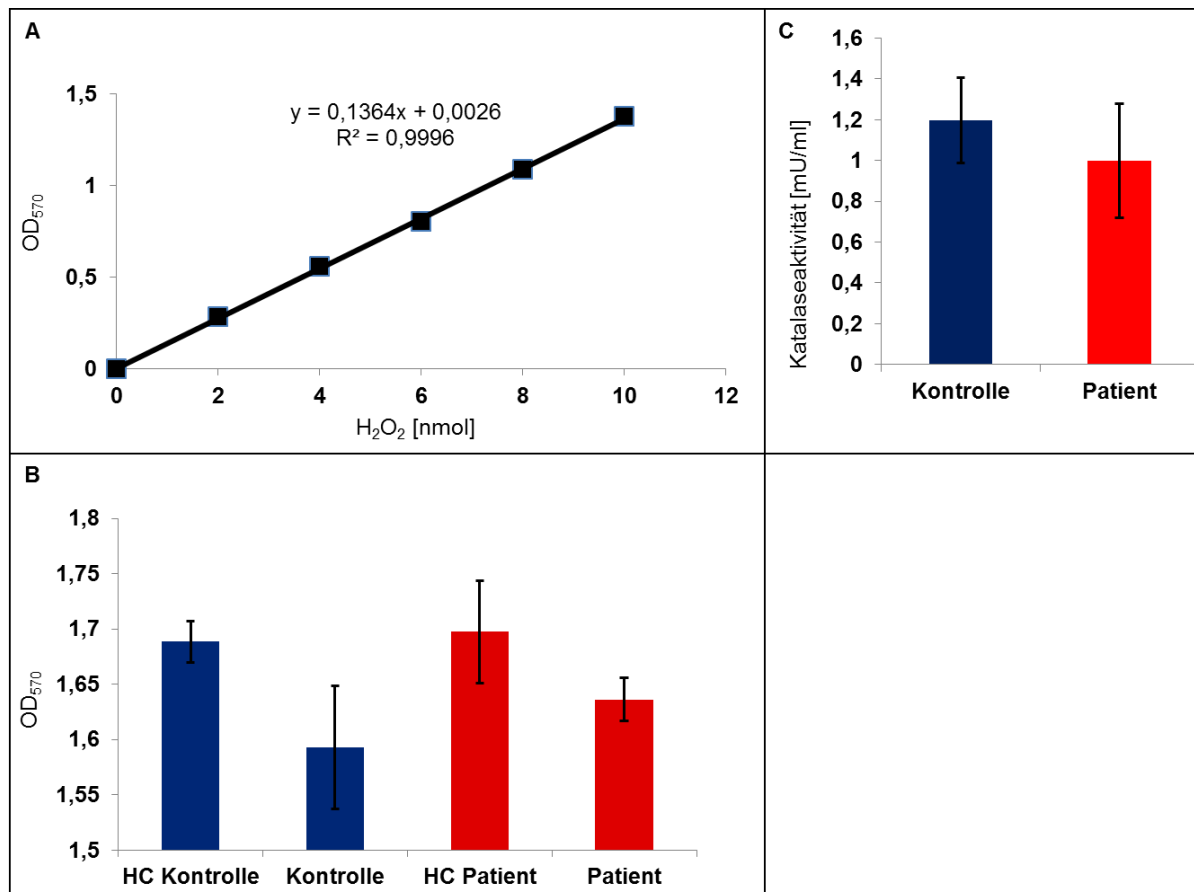 A
y = 0,1364x + 0,0026
R² = 0,9996
1,5
1
0,5
0
OD₅₇₀
0 2 4 6 8 10 12
H₂O₂ [nmol]
C
1,6
1,4
1,2
1
0,8
0,6
0,4
0,2
0
Katalaseaktivität [mU/ml]
Kontrolle Patient
B
1,8
1,75
1,7
1,65
1,6
1,55
1,5
OD₅₇₀
HC Kontrolle Kontrolle HC Patient Patient